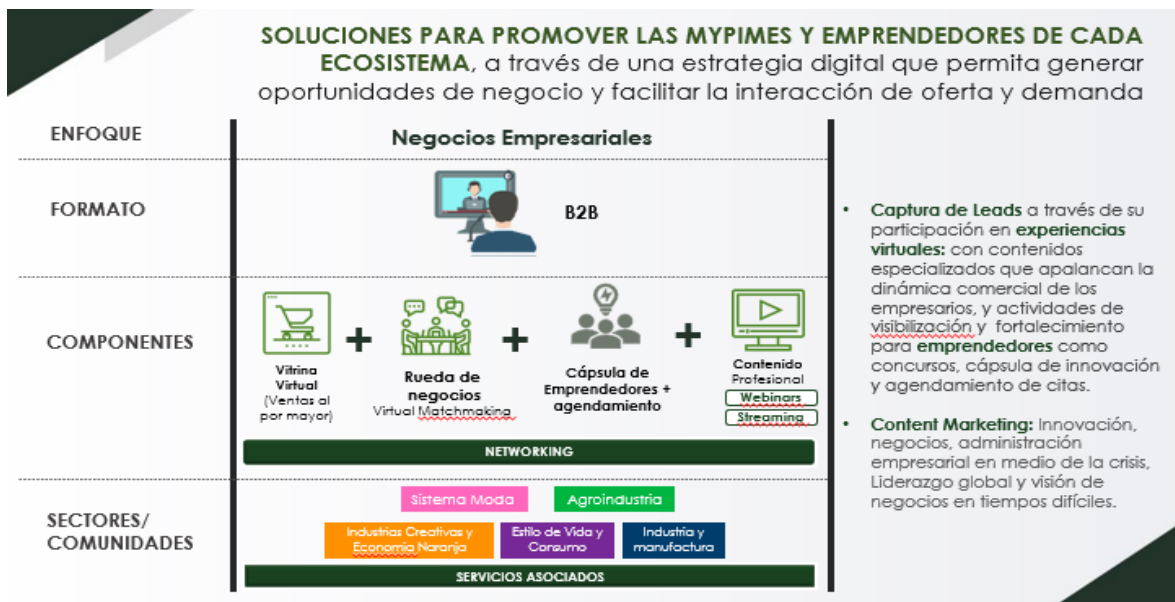 SOLUCIONES PARA PROMOVER LAS MYPIMES Y EMPRENDEDORES DE CADA
ECOSISTEMA, a través de una estrategia digital que permita generar
oportunidades de negocio y facilitar la interacción de oferta y demanda
ENFOQUE
Negocios Empresariales
FORMATO
B2B
COMPONENTES
Vitrina
Virtual
(Ventas al
por mayor)
Rueda de
negocios
Virtual Matchmaking
Cápsula de
Emprendedores +
agendamiento
Contenido
Profesional
Webinars
Streaming
NETWORKING
SECTORES/
COMUNIDADES
Sistema Moda
Agroindustria
Industrias Creativas y
Economía Naranja
Estilo de Vida y
Consumo
Industria y
manufactura
SERVICIOS ASOCIADOS
• Captura de Leads a través de su
participación en experiencias
virtuales: con contenidos
especializados que apalancan la
dinámica comercial de los
empresarios, y actividades de
visibilización y fortalecimiento
para emprendedores como
concursos, cápsula de innovación
y agendamiento de citas.
• Content Marketing: Innovación,
negocios, administración
empresarial en medio de la crisis,
Liderazgo global y visión de
negocios en tiempos difíciles.